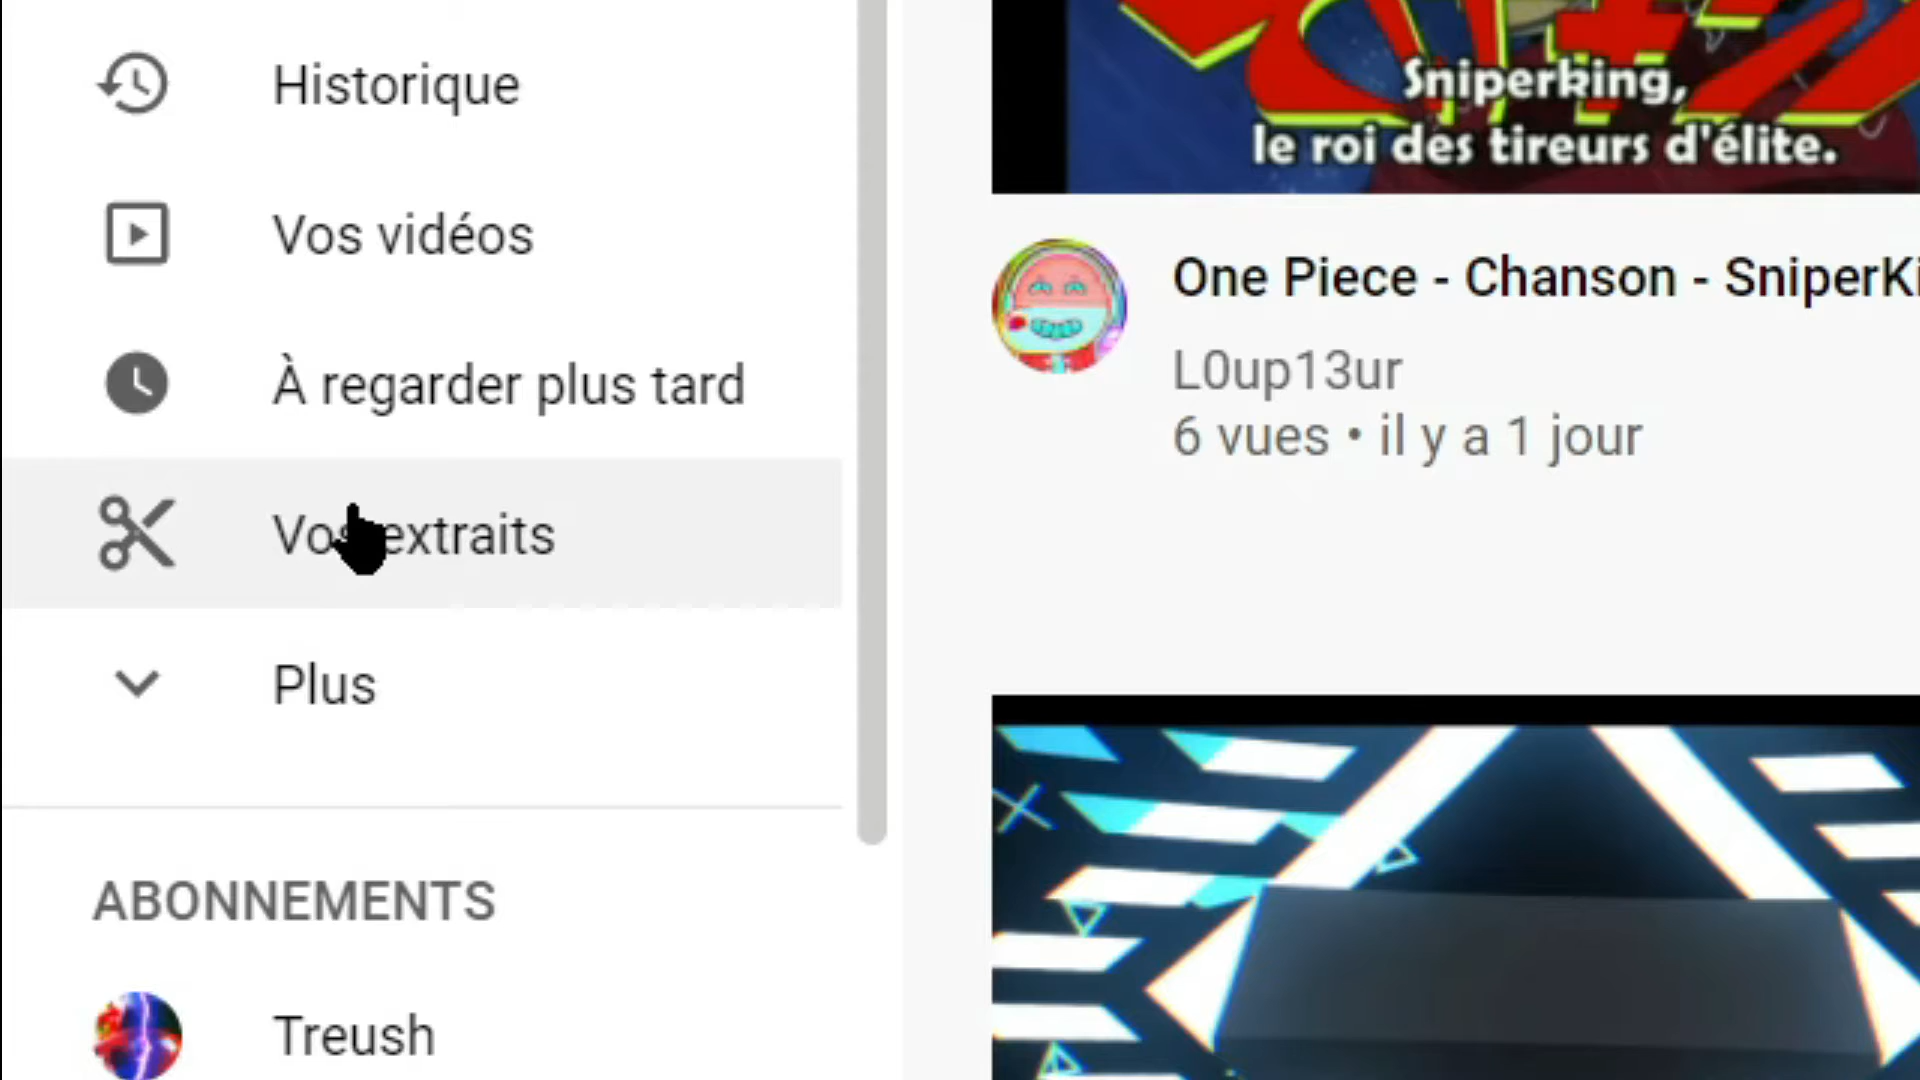 Historique
Vos vidéos
À regarder plus tard
Vos extraits
Plus
ABONNEMENTS
Treush
Sniperking,
le roi des tireurs d'élite.
One Piece - Chanson - SniperKi
L0up13ur
6 vues • il y a 1 jour